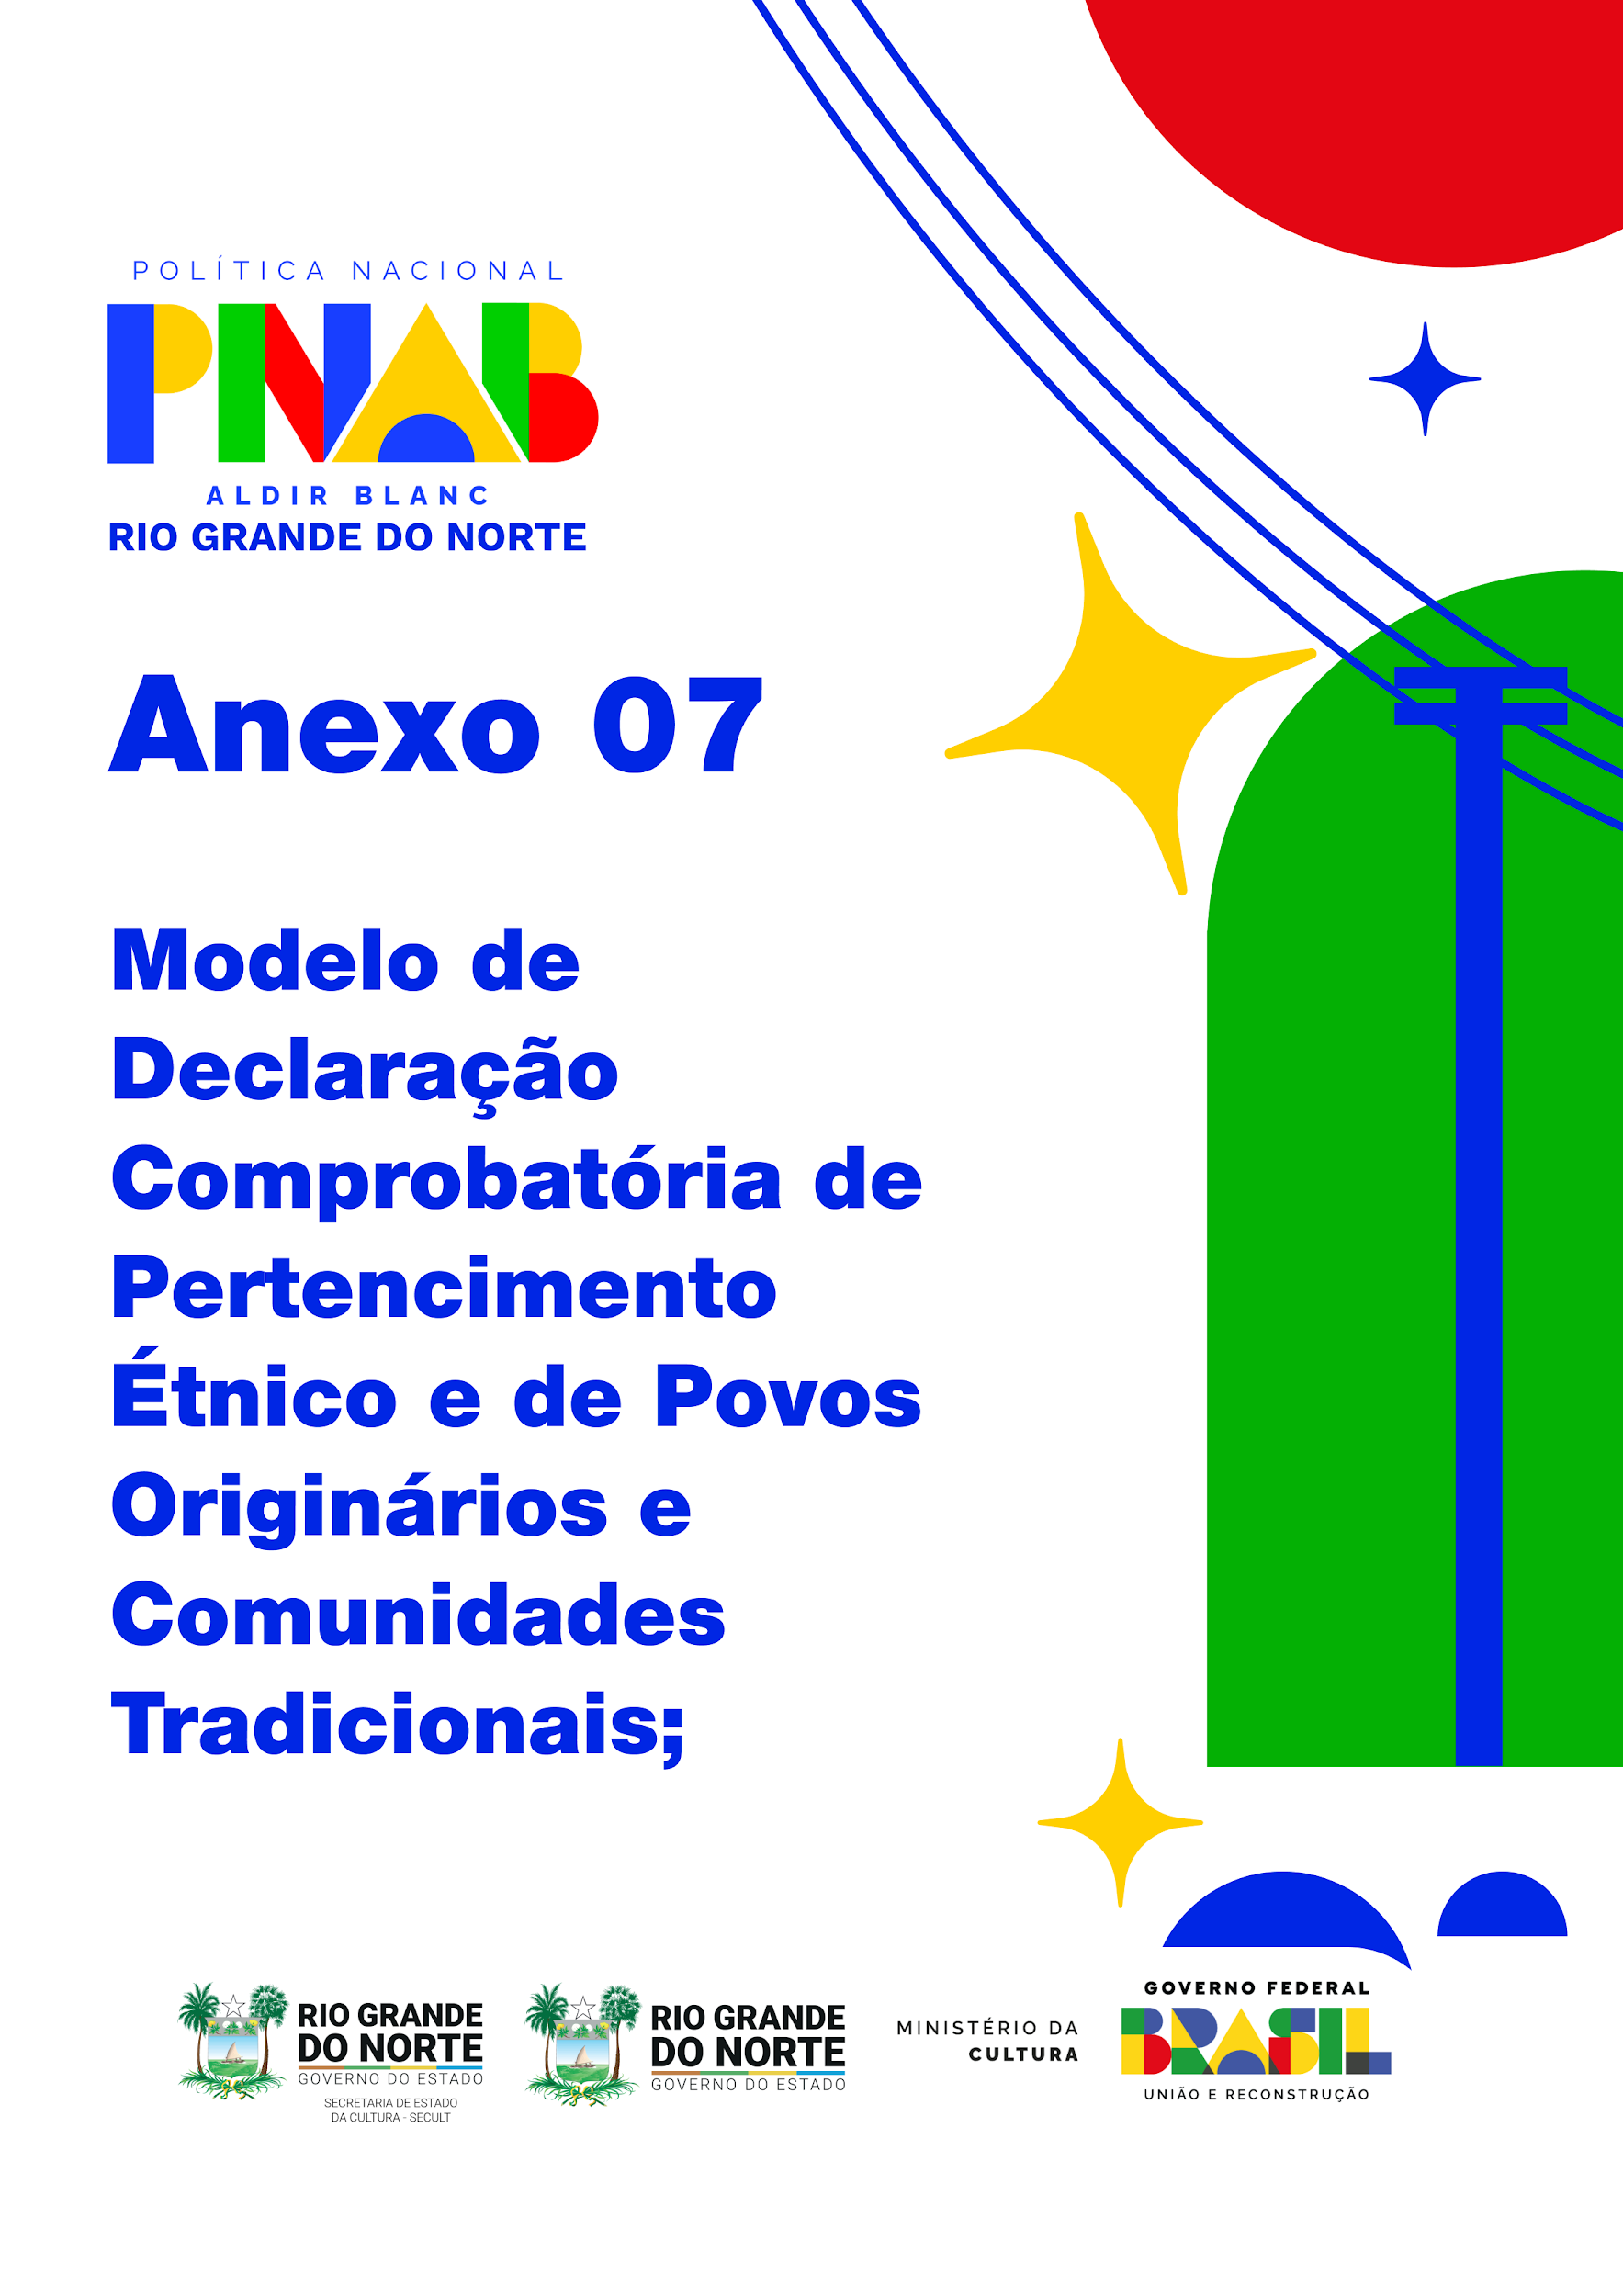 POLÍTICA NACIONAL
PNAB
ALDIR BLANC
RIO GRANDE DO NORTE
Anexo 07
Modelo de
Declaração
Comprobatória de
Pertencimento
Étnico e de Povos
Originários e
Comunidades
Tradicionais;
RIO GRANDE
DO NORTE
GOVERNO DO ESTADO
SECRETARIA DE ESTADO
DA CULTURA - SECULT
RIO GRANDE
DO NORTE
GOVERNO DO ESTADO
MINISTÉRIO DA
CULTURA
GOVERNO FEDERAL
BRASIL
UNIÃO E RECONSTRUÇÃO